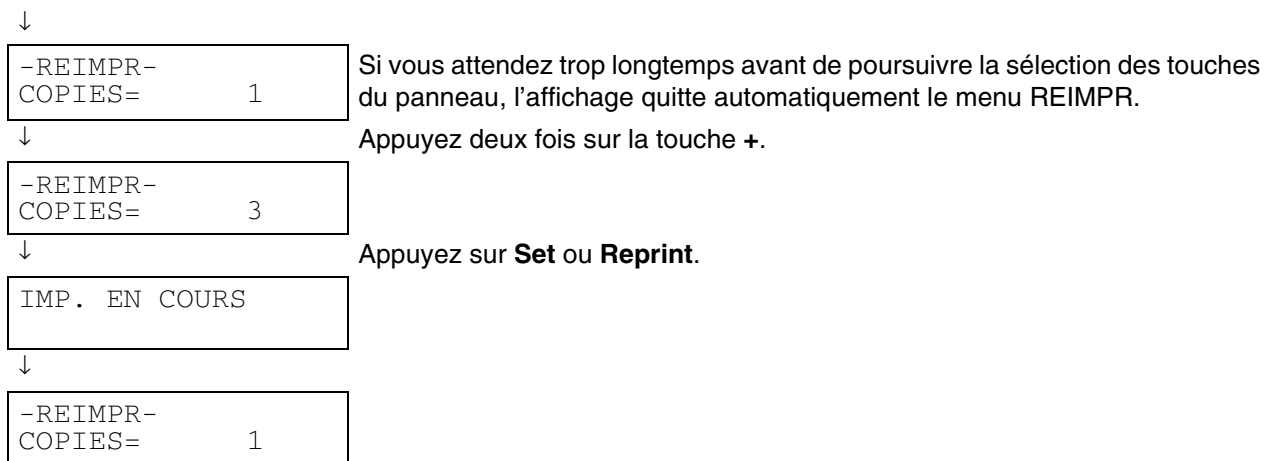 ↓
-REIMPR-
COPIES= 1
Si vous attendez trop longtemps avant de poursuivre la sélection des touches
du panneau, l'affichage quitte automatiquement le menu REIMPR.
↓
Appuyez deux fois sur la touche +.
-REIMPR-
COPIES= 3
↓
Appuyez sur Set ou Reprint.
IMP. EN COURS
↓
-REIMPR-
COPIES= 1